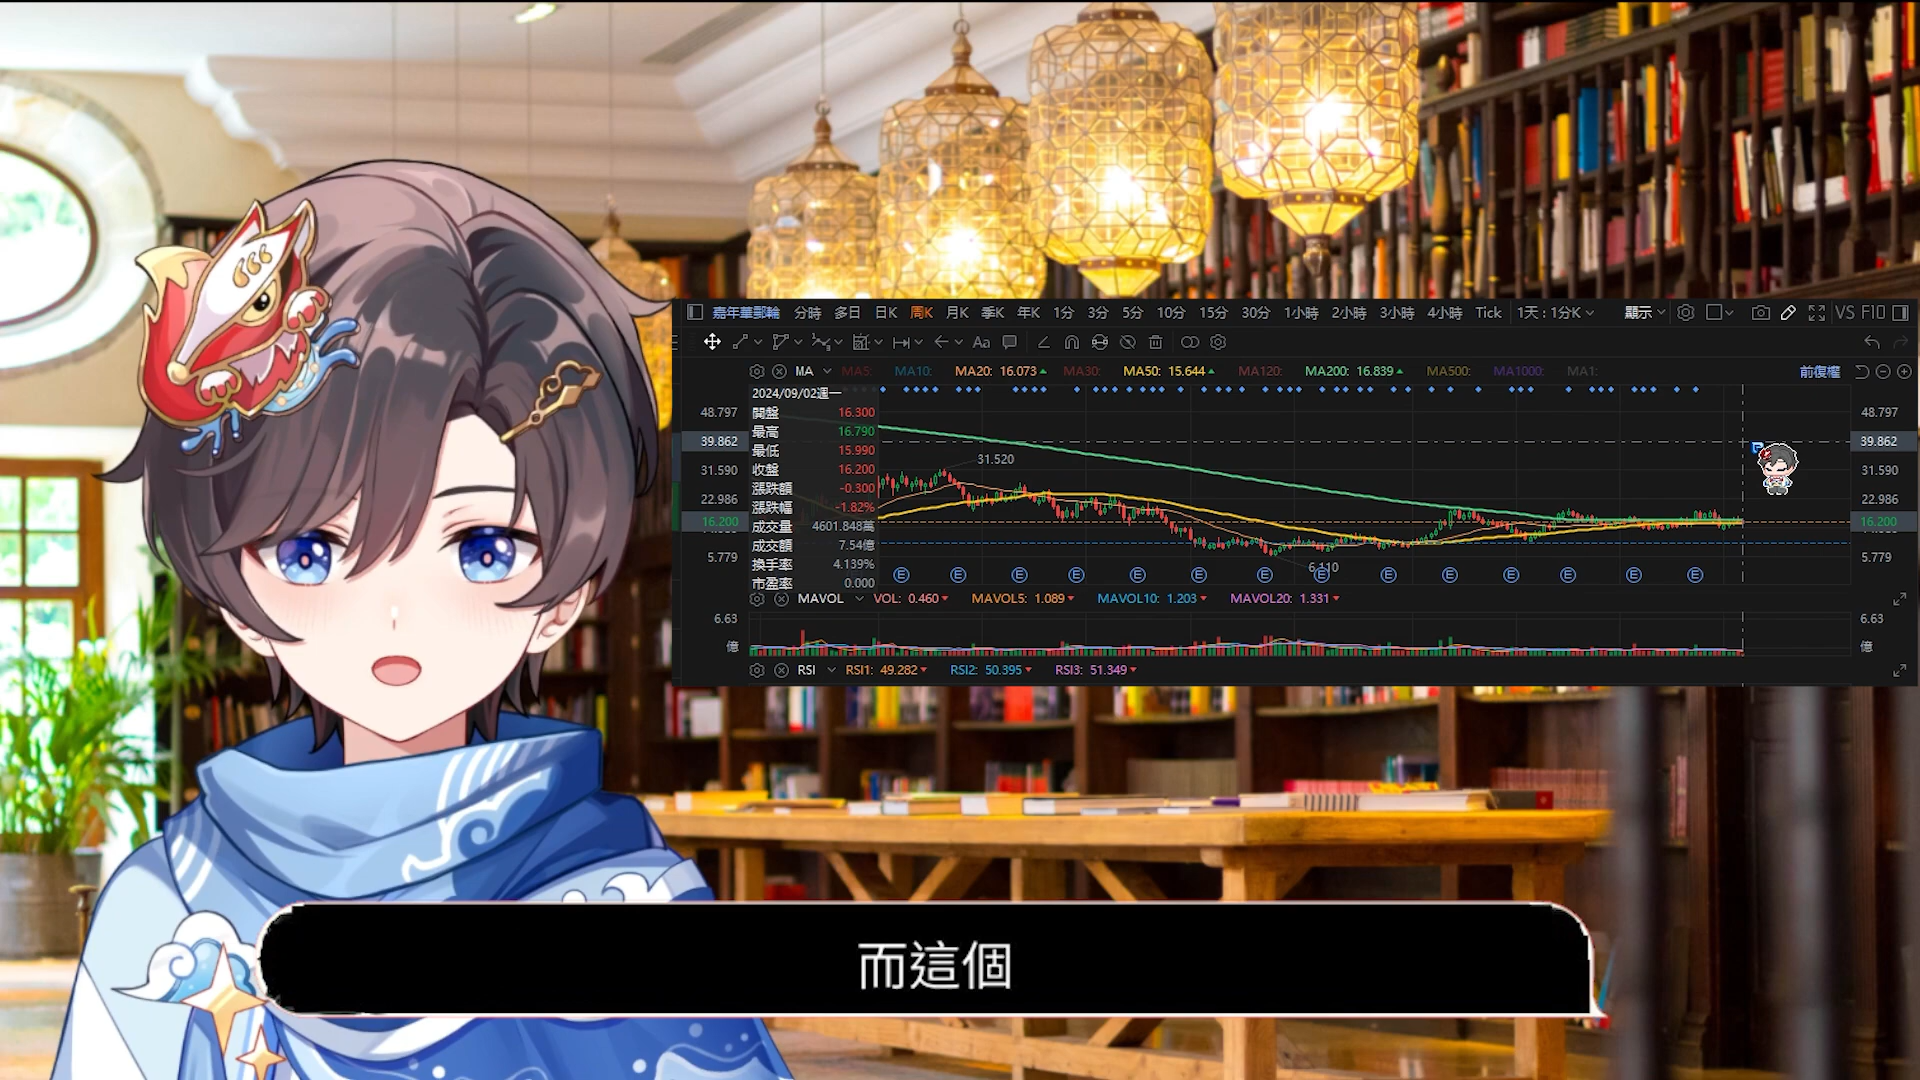 嘉年華郵輪 分時 多日 日K 周K 月K 季K 年K 1分 3分 5分 10分 15分 30分 1小時 2小時 3小時 4小時 Tick 1天 : 1分K 顯示 VS F10
Aa
MA MA5: MA10: MA20: 16.073 MA30: MA50: 15.644 MA120: MA200: 16.839 MA500: MA1000: MA1: 前復權
2024/09/02週一
48.797 開盤 16.300 48.797
最高 16.790
39.862 最低 15.990 39.862
31.590 收盤 16.200 31.520 31.590
漲跌額 -0.300
22.986 漲跌幅 -1.82% 22.986
16.200 成交量 4601.848萬 16.200
成交額 7.54億
5.779 換手率 4.139% 6.110 5.779
市盈率 0.000
E E E E E E E E E E E E E E
MAVOL VOL: 0.460 MAVOL5: 1.089 MAVOL10: 1.203 MAVOL20: 1.331
6.63 6.63
億 億
RSI RSI1: 49.282 RSI2: 50.395 RSI3: 51.349
而這個